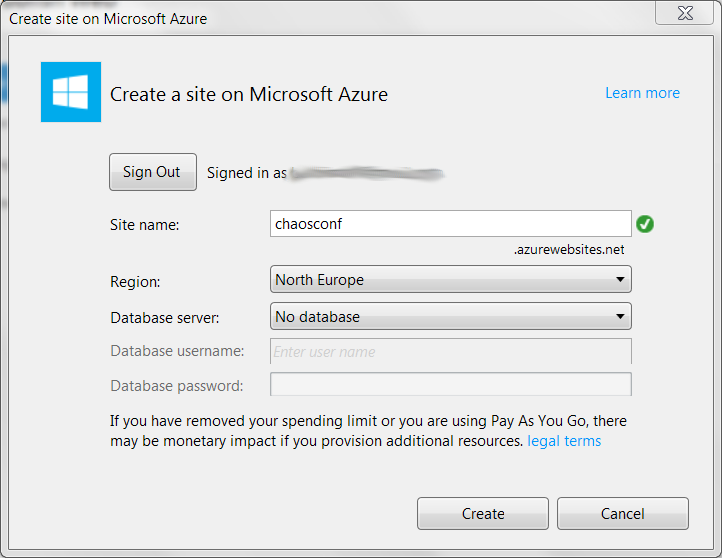 Create site on Microsoft Azure
Create a site on Microsoft Azure
Learn more
Sign Out
Signed in as
Site name:
chaosconf
.azurewebsites.net
Region:
North Europe
Database server:
No database
Database username:
Enter user name
Database password:
If you have removed your spending limit or you are using Pay As You Go, there
may be monetary impact if you provision additional resources. legal terms
Create
Cancel